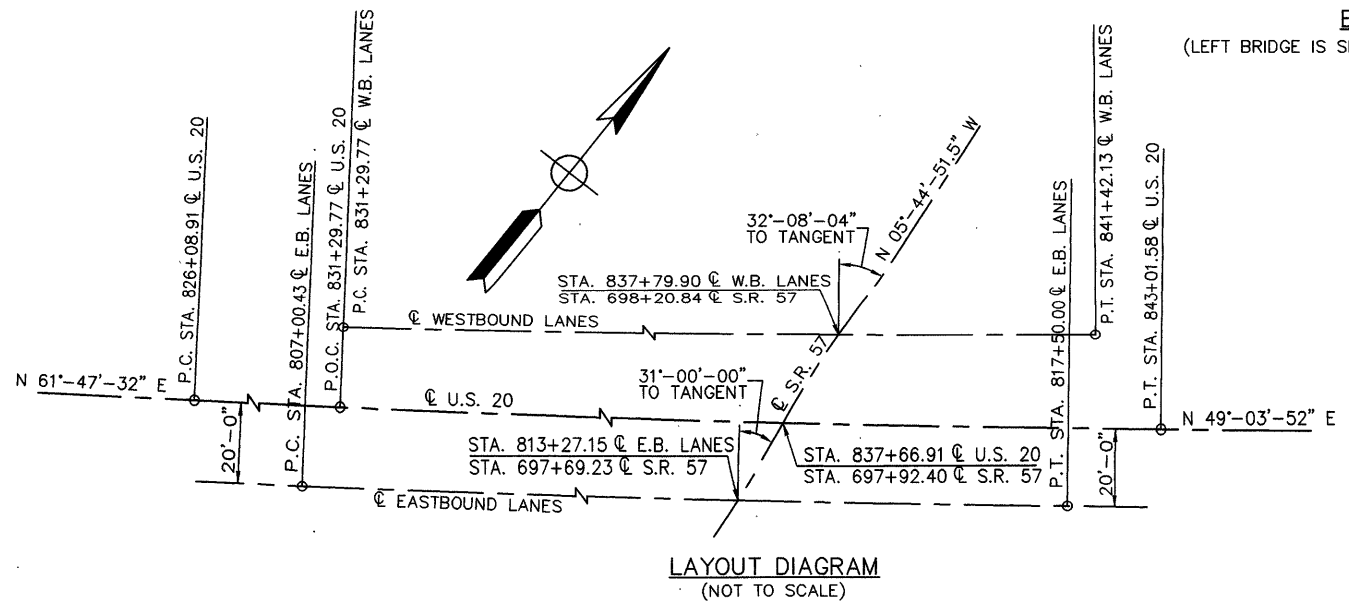 E
(LEFT BRIDGE IS S
P.C. STA. 826+08.91 ℄ U.S. 20
P.C. STA. 807+00.43 ℄ E.B. LANES
P.O.C. STA. 831+29.77 ℄ U.S. 20
P.C. STA. 831+29.77 ℄ W.B. LANES
P.T. STA. 817+50.00 ℄ E.B. LANES
P.T. STA. 841+42.13 ℄ W.B. LANES
P.T. STA. 843+01.58 ℄ U.S. 20
N 05°-44'-51.5" W
32°-08'-04"
TO TANGENT
STA. 837+79.90 ℄ W.B. LANES
STA. 698+20.84 ℄ S.R. 57
℄ WESTBOUND LANES
℄ S.R. 57
31°-00'-00"
TO TANGENT
N 61°-47'-32" E
℄ U.S. 20
N 49°-03'-52" E
20'-0"
STA. 813+27.15 ℄ E.B. LANES
STA. 697+69.23 ℄ S.R. 57
STA. 837+66.91 ℄ U.S. 20
STA. 697+92.40 ℄ S.R. 57
20'-0"
℄ EASTBOUND LANES
LAYOUT DIAGRAM
(NOT TO SCALE)